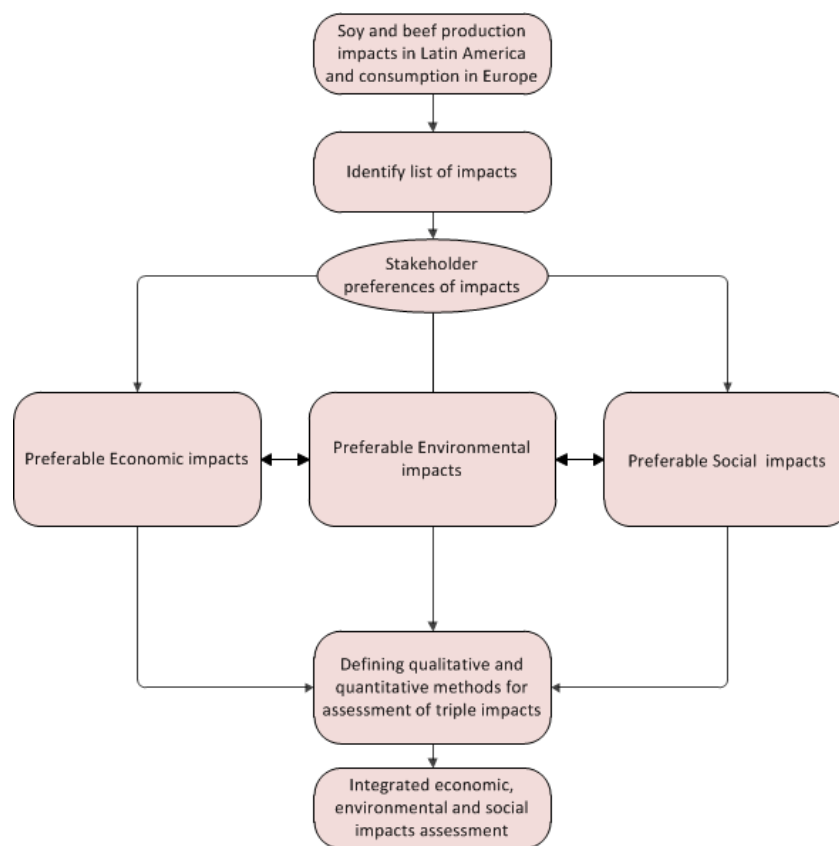 Soy and beef production
impacts in Latin America
and consumption in Europe
Identify list of impacts
Stakeholder
preferences of impacts
Preferable Economic impacts
Preferable Environmental
impacts
Preferable Social  impacts
Defining qualitative and
quantitative methods for
assessment of triple impacts
Integrated economic,
environmental and social
impacts assessment